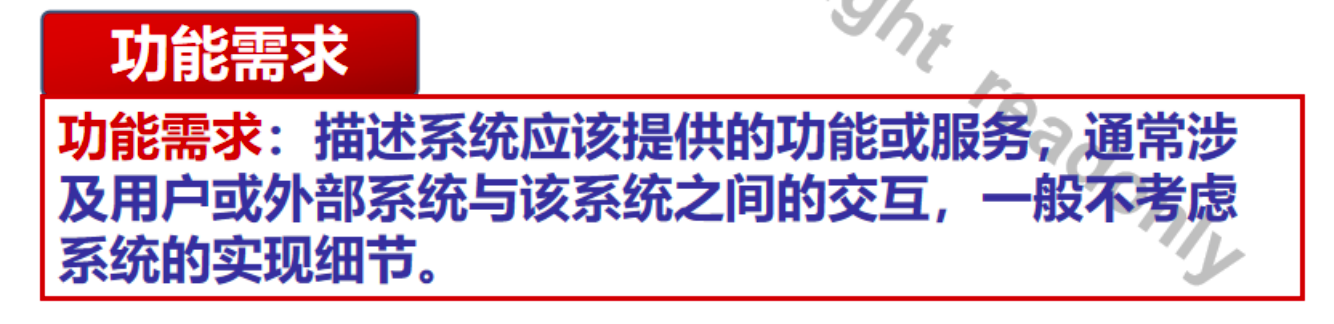 功能需求
功能需求：描述系统应该提供的功能或服务，通常涉
及用户或外部系统与该系统之间的交互，一般不考虑
系统的实现细节。
ght readonly